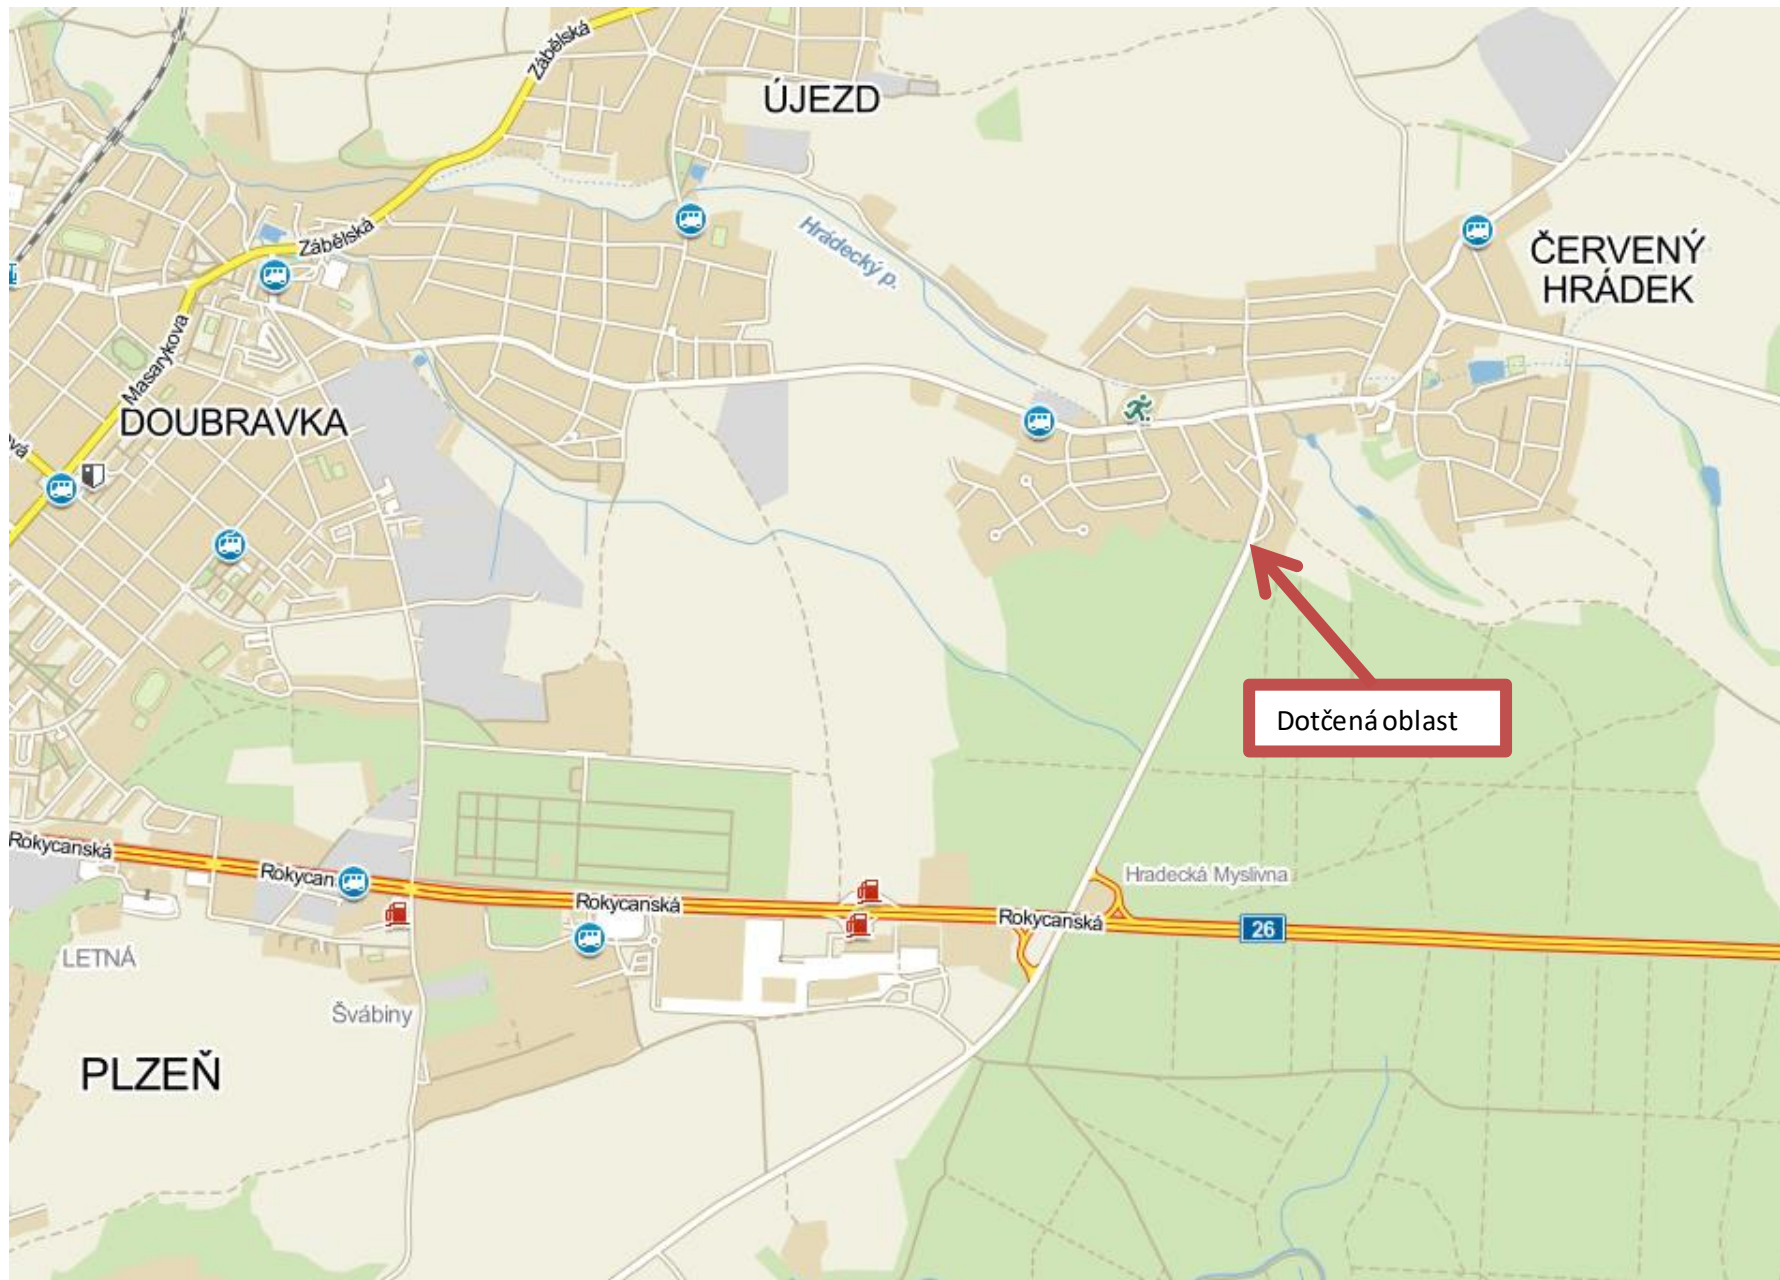 Zábělská
ÚJEZD
Zábělská
Hrádecký p.
ČERVENÝ
HRÁDEK
Masarykova
DOUBRAVKA
ová
Dotčená oblast
Rokycanská
Rokycan
Rokycanská
Rokycanská
Hradecká Myslivna
26
LETNÁ
Švábiny
PLZEŇ